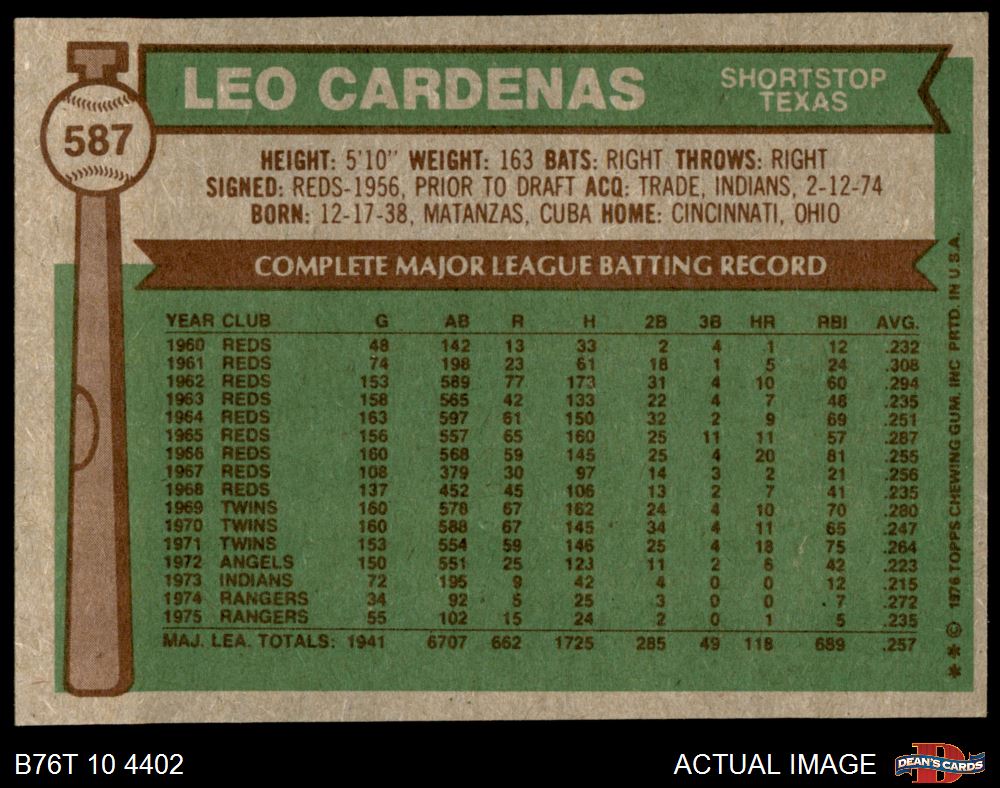 587
LEO CARDENAS
SHORTSTOP
TEXAS
HEIGHT: 5'10" WEIGHT: 163 BATS: RIGHT THROWS: RIGHT
SIGNED: REDS-1956, PRIOR TO DRAFT ACQ: TRADE, INDIANS, 2-12-74
BORN: 12-17-38, MATANZAS, CUBA HOME: CINCINNATI, OHIO
COMPLETE MAJOR LEAGUE BATTING RECORD
YEAR CLUB G AB R H 2B 3B HR RBI AVG.
1960 REDS 48 142 13 33 2 4 1 12 .232
1961 REDS 74 198 23 61 18 1 5 24 .308
1962 REDS 153 589 77 173 31 4 10 60 .294
1963 REDS 158 565 42 133 22 4 7 48 .235
1964 REDS 163 597 61 150 32 2 9 69 .251
1965 REDS 156 557 65 160 25 11 11 57 .287
1966 REDS 160 568 59 145 25 4 20 81 .255
1967 REDS 108 379 30 97 14 3 2 21 .256
1968 REDS 137 452 45 106 13 2 7 41 .235
1969 TWINS 160 578 67 162 24 4 10 70 .280
1970 TWINS 160 588 67 145 34 4 11 65 .247
1971 TWINS 153 554 59 146 25 4 18 75 .264
1972 ANGELS 150 551 25 123 11 2 6 42 .223
1973 INDIANS 72 195 9 42 4 0 0 12 .215
1974 RANGERS 34 92 5 25 3 0 0 7 .272
1975 RANGERS 55 102 15 24 2 0 1 5 .235
MAJ. LEA. TOTALS: 1941 6707 662 1725 285 49 118 689 .257
* * © 1976 TOPPS CHEWING GUM. INC PRTD. IN U.S.A.
B76T 10 4402
ACTUAL IMAGE
D
DEAN'S CARDS